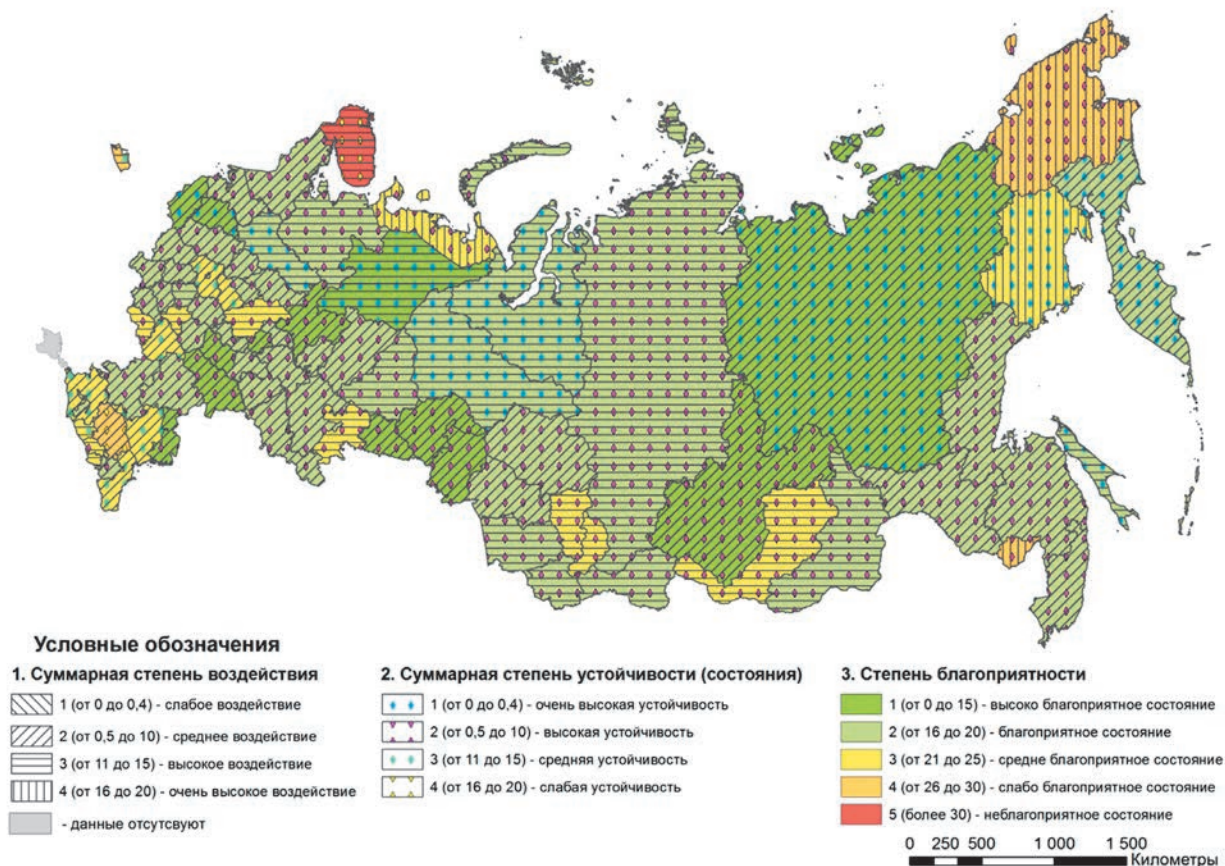 Условные обозначения
1. Суммарная степень воздействия
1 (от 0 до 0,4) - слабое воздействие
2 (от 0,5 до 10) - среднее воздействие
3 (от 11 до 15) - высокое воздействие
4 (от 16 до 20) - очень высокое воздействие
- данные отсутсвуют
2. Суммарная степень устойчивости (состояния)
1 (от 0 до 0,4) - очень высокая устойчивость
2 (от 0,5 до 10) - высокая устойчивость
3 (от 11 до 15) - средняя устойчивость
4 (от 16 до 20) - слабая устойчивость
3. Степень благоприятности
1 (от 0 до 15) - высоко благоприятное состояние
2 (от 16 до 20) - благоприятное состояние
3 (от 21 до 25) - средне благоприятное состояние
4 (от 26 до 30) - слабо благоприятное состояние
5 (более 30) - неблагоприятное состояние
0 250 500 1 000 1 500
Километры